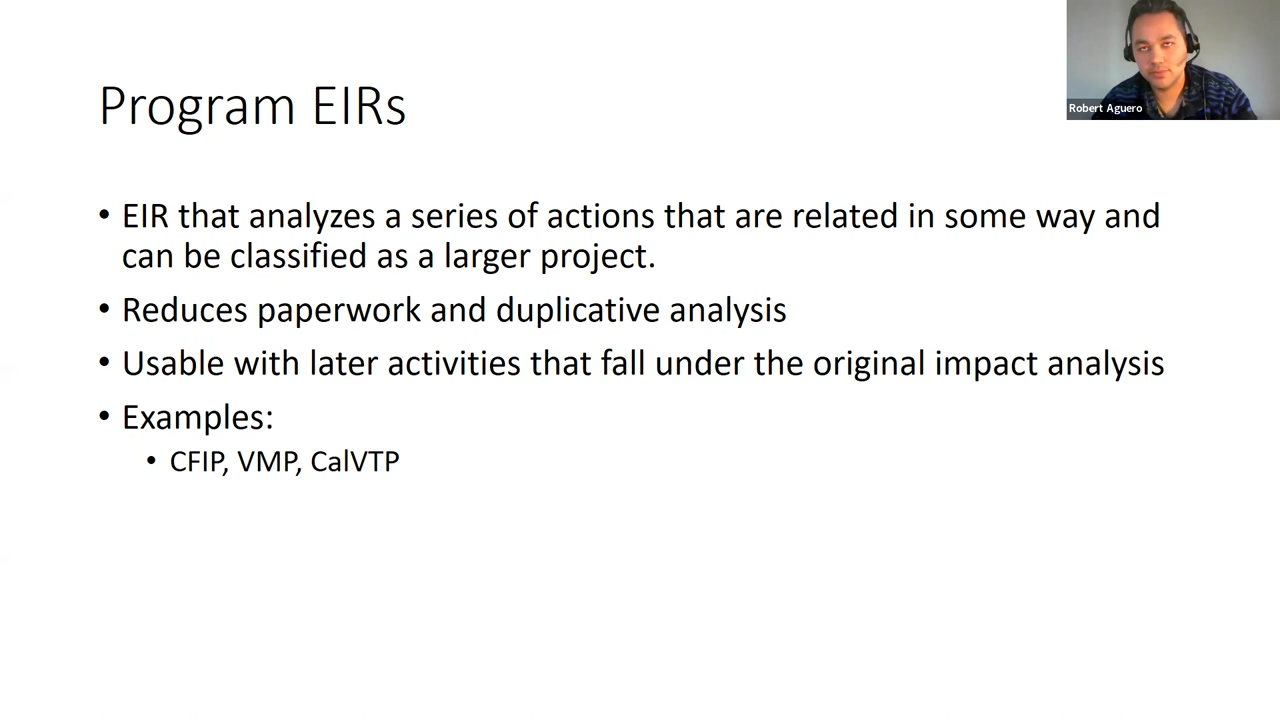 Program EIRs
Robert Aguero
• EIR that analyzes a series of actions that are related in some way and
can be classified as a larger project.
• Reduces paperwork and duplicative analysis
• Usable with later activities that fall under the original impact analysis
• Examples:
• CFIP, VMP, CalVTP